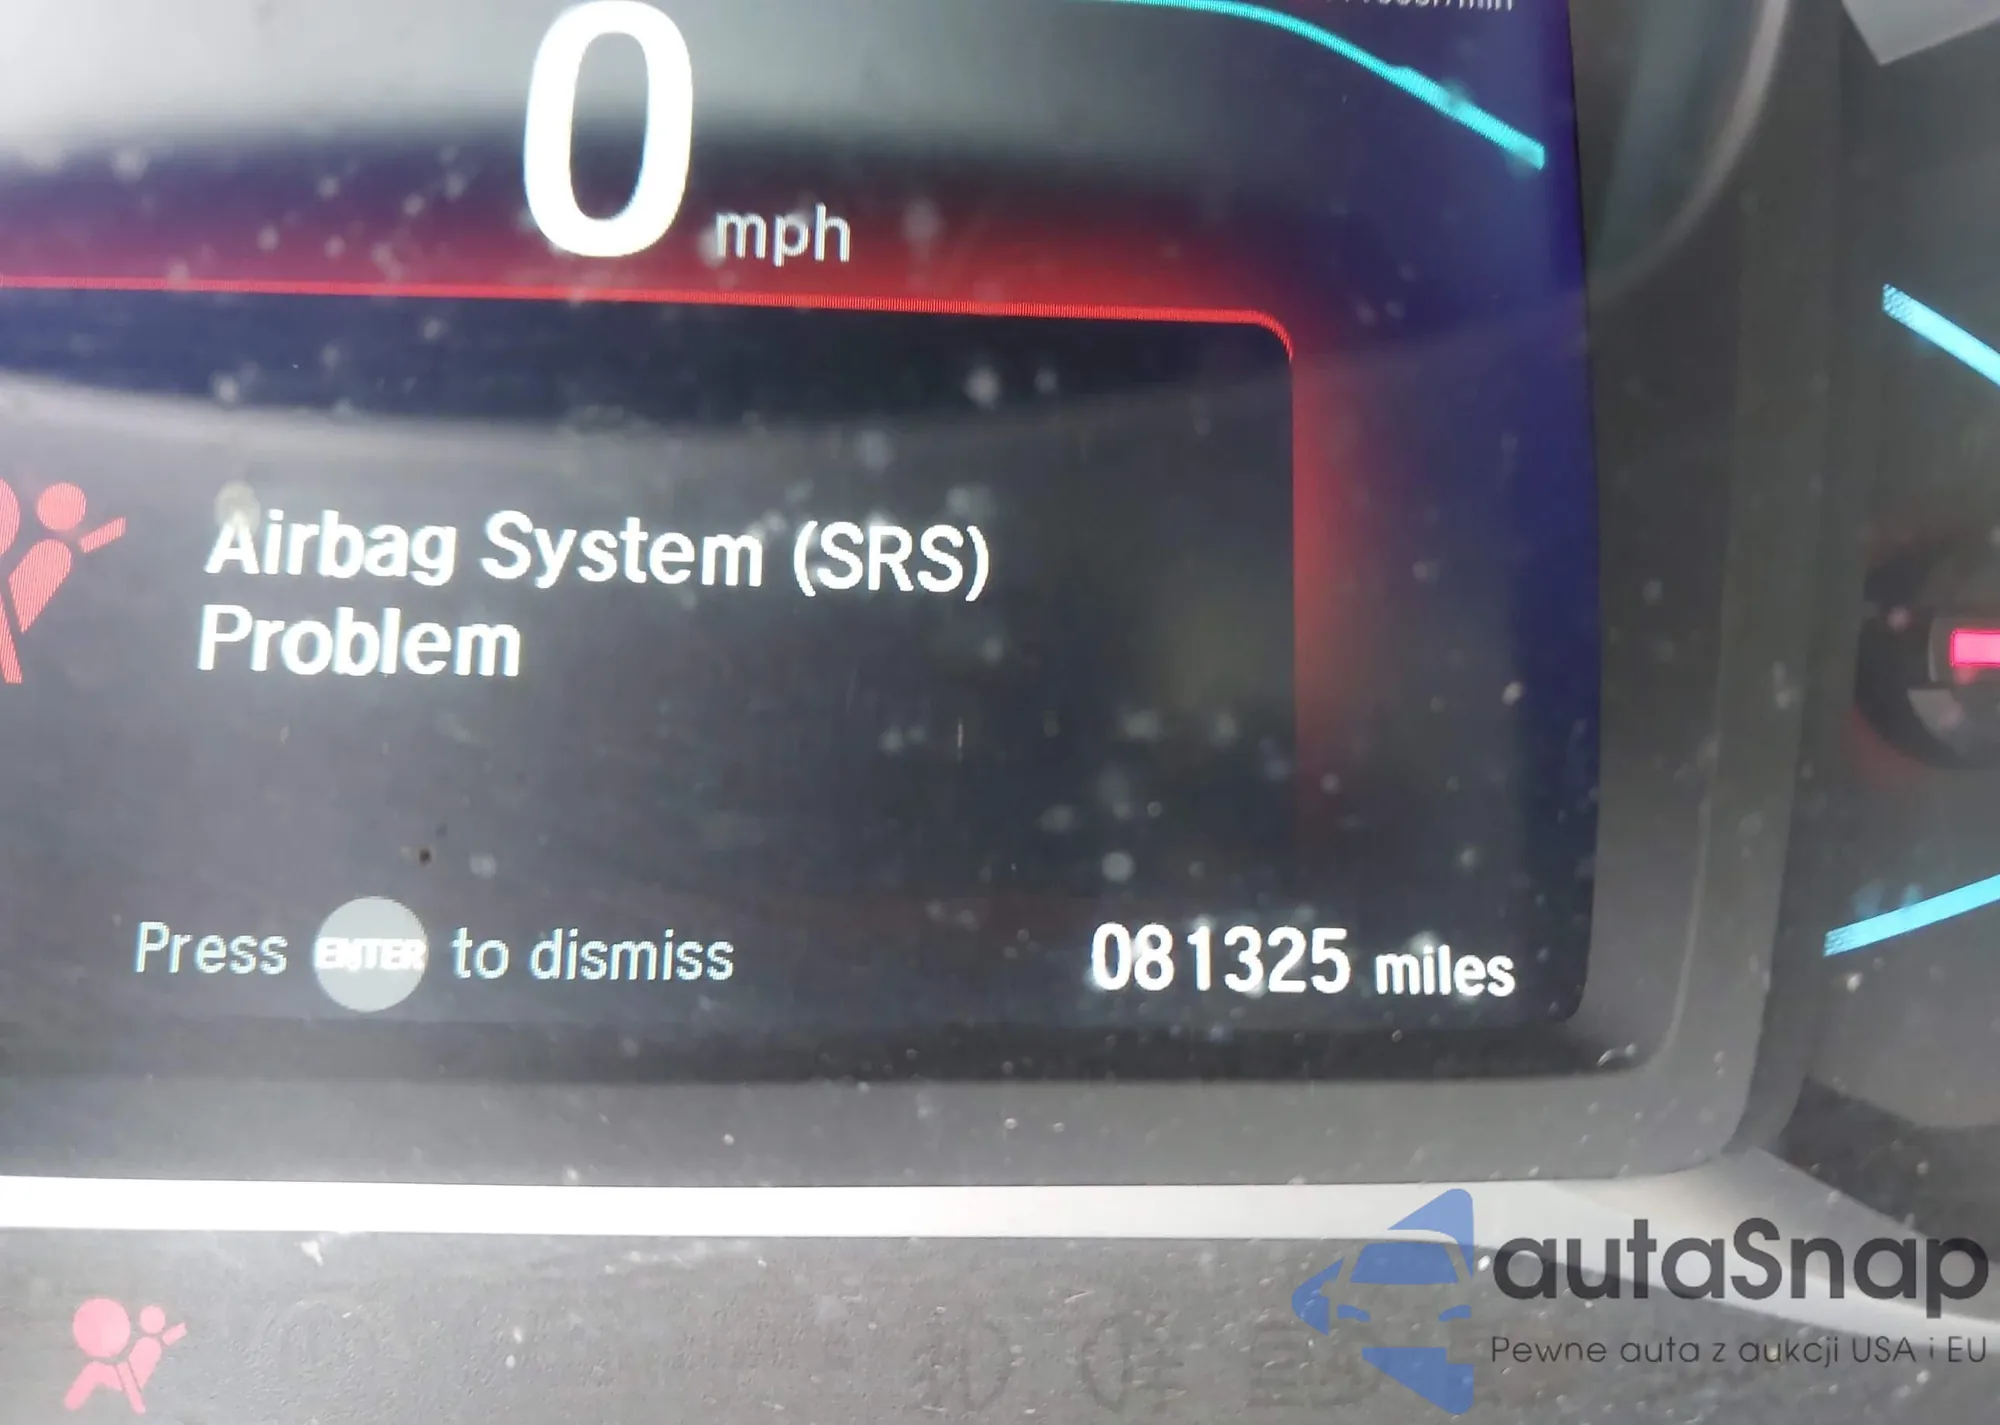 0 mph
Airbag System (SRS)
Problem
Press ENTER to dismiss
081325 miles
autaSnap
Pewne auta z aukcji USA i EU